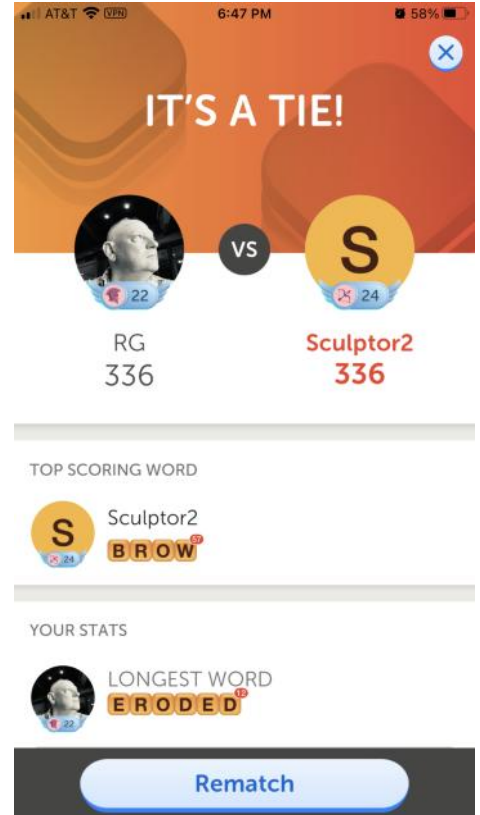 AT&T VPN 6:47 PM 58%
IT'S A TIE!
VS
S
22 24
RG Sculptor2
336 336
TOP SCORING WORD
S
Sculptor2
BROW 57
24
YOUR STATS
LONGEST WORD
ERODED 12
22
Rematch